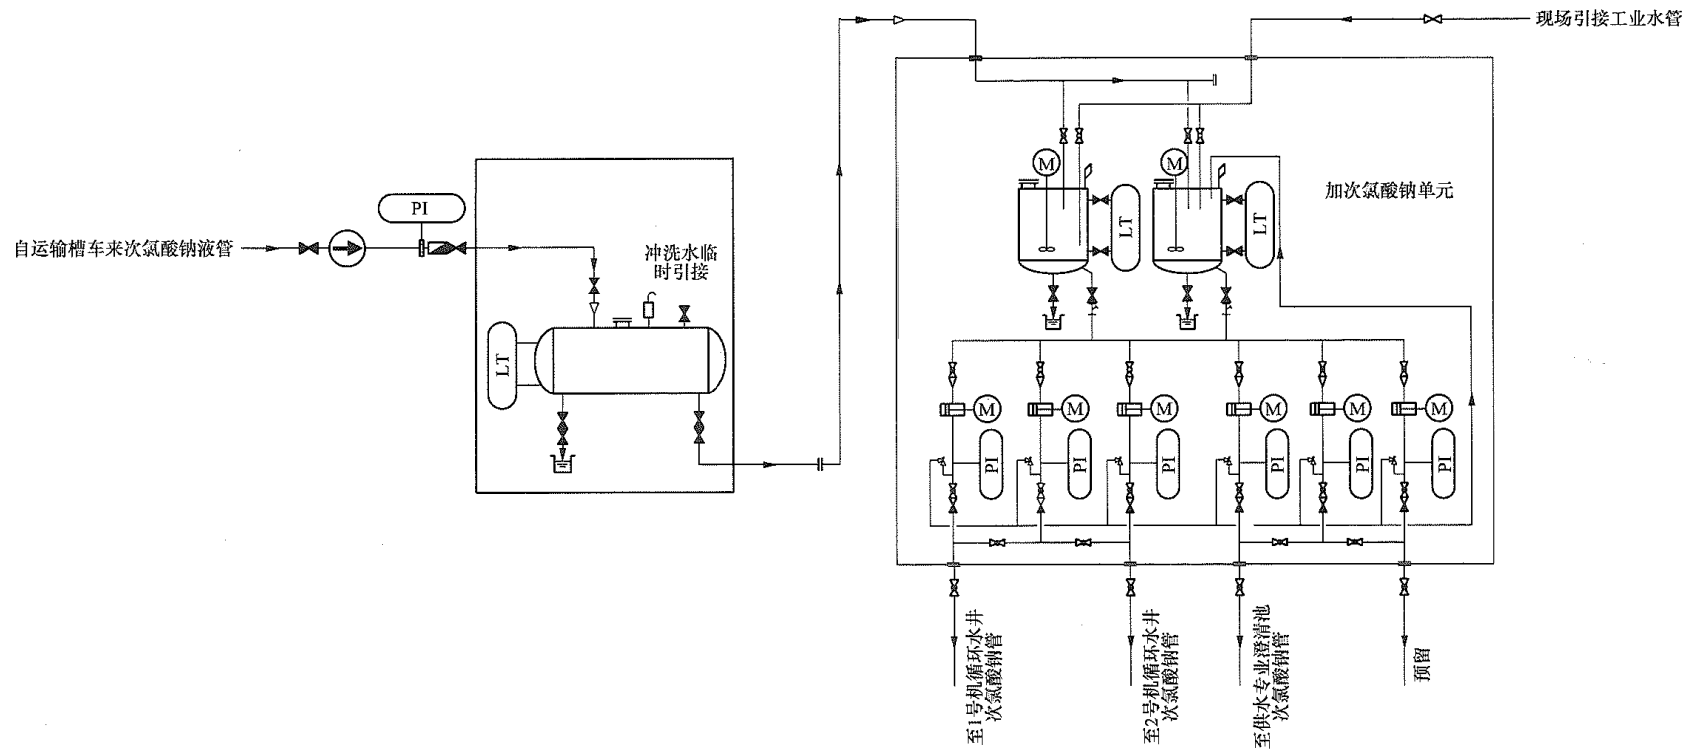 现场引接工业水管
加次氯酸钠单元
M
M
LT
LT
PI
自运输槽车来次氯酸钠液管
冲洗水临
时引接
LT
M
M
M
M
M
M
PI
PI
PI
PI
PI
PI
至1号机循环水井
次氯酸钠管
至2号机循环水井
次氯酸钠管
至供水专业澄清池
次氯酸钠管
预留